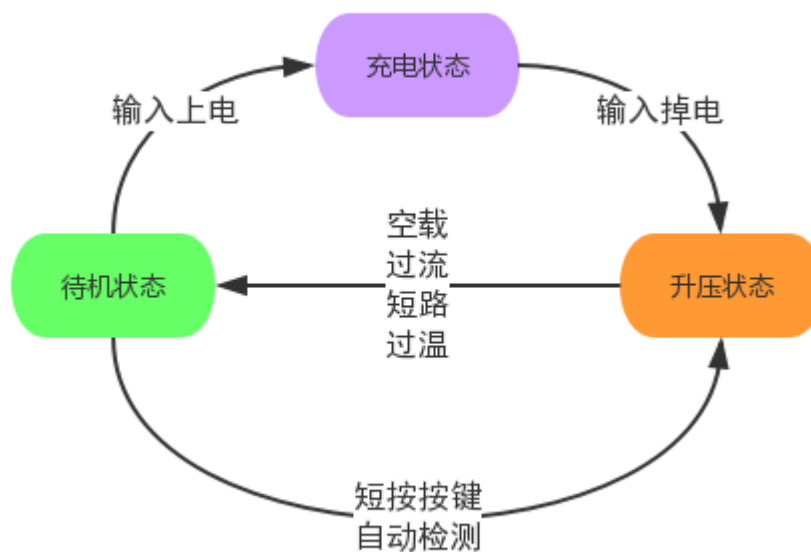 充电状态
输入上电
输入掉电
空载
过流
短路
过温
待机状态
升压状态
短按按键
自动检测